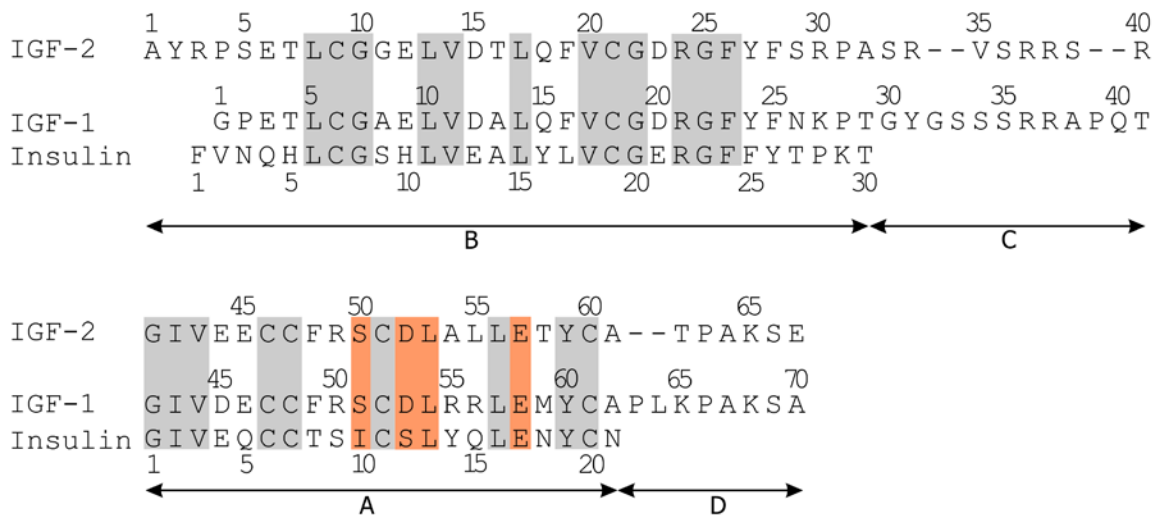 1 5 10 15 20 25 30 35 40
IGF-2 AYRPSETLCGGELVDTLQFVCGDRGFYFSRPASR--VSRRS--R
1 5 10 15 20 25 30 35 40
IGF-1 GPETLCGAELVDALQFVCGDRGFYFNKPTGYGSSSRRAPQT
Insulin FVNQHLCGSHLVEALYLVCGERGFFYTPKT
1 5 10 15 20 25 30
B C
45 50 55 60 65
IGF-2 GIVEECCFRSCDLALLETYCA--TPAKSE
45 50 55 60 65 70
IGF-1 GIVDECCFRSCDLRRLEMYCAPLKPAKSA
Insulin GIVEQCCTSICSLYQLENYCN
1 5 10 15 20
A D